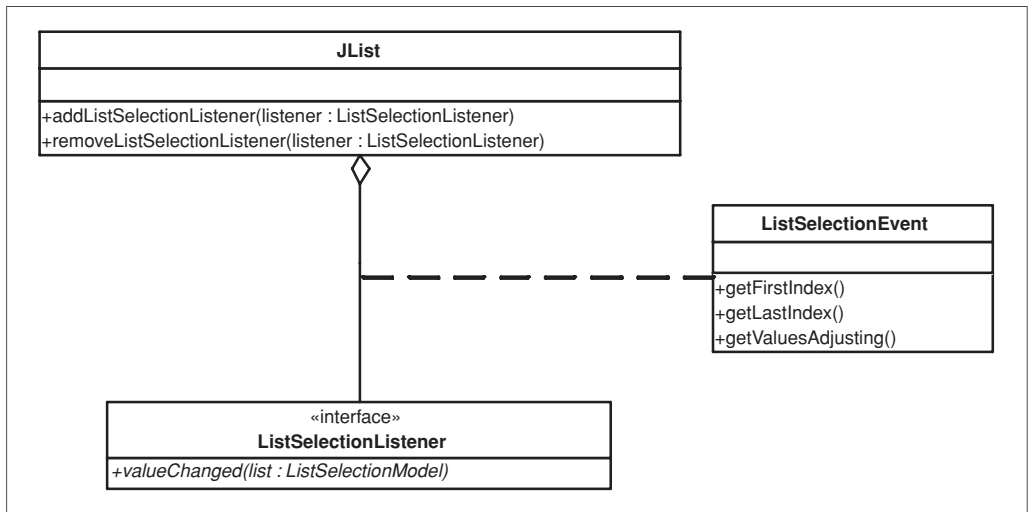 JList
+addListSelectionListener(listener : ListSelectionListener)
+removeListSelectionListener(listener : ListSelectionListener)
ListSelectionEvent
+getFirstIndex()
+getLastIndex()
+getValuesAdjusting()
«interface»
ListSelectionListener
+valueChanged(list : ListSelectionModel)